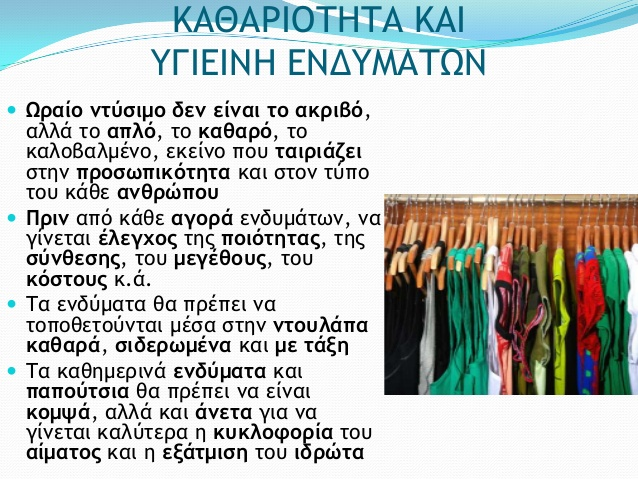 ΚΑΘΑΡΙΟΤΗΤΑ ΚΑΙ
ΥΓΙΕΙΝΗ ΕΝΔΥΜΑΤΩΝ
• Ωραίο ντύσιμο δεν είναι το ακριβό,
αλλά το απλό, το καθαρό, το
καλοβαλμένο, εκείνο που ταιριάζει
στην προσωπικότητα και στον τύπο
του κάθε ανθρώπου
• Πριν από κάθε αγορά ενδυμάτων, να
γίνεται έλεγχος της ποιότητας, της
σύνθεσης, του μεγέθους, του
κόστους κ.ά.
• Τα ενδύματα θα πρέπει να
τοποθετούνται μέσα στην ντουλάπα
καθαρά, σιδερωμένα και με τάξη
• Τα καθημερινά ενδύματα και
παπούτσια θα πρέπει να είναι
κομψά, αλλά και άνετα για να
γίνεται καλύτερα η κυκλοφορία του
αίματος και η εξάτμιση του ιδρώτα